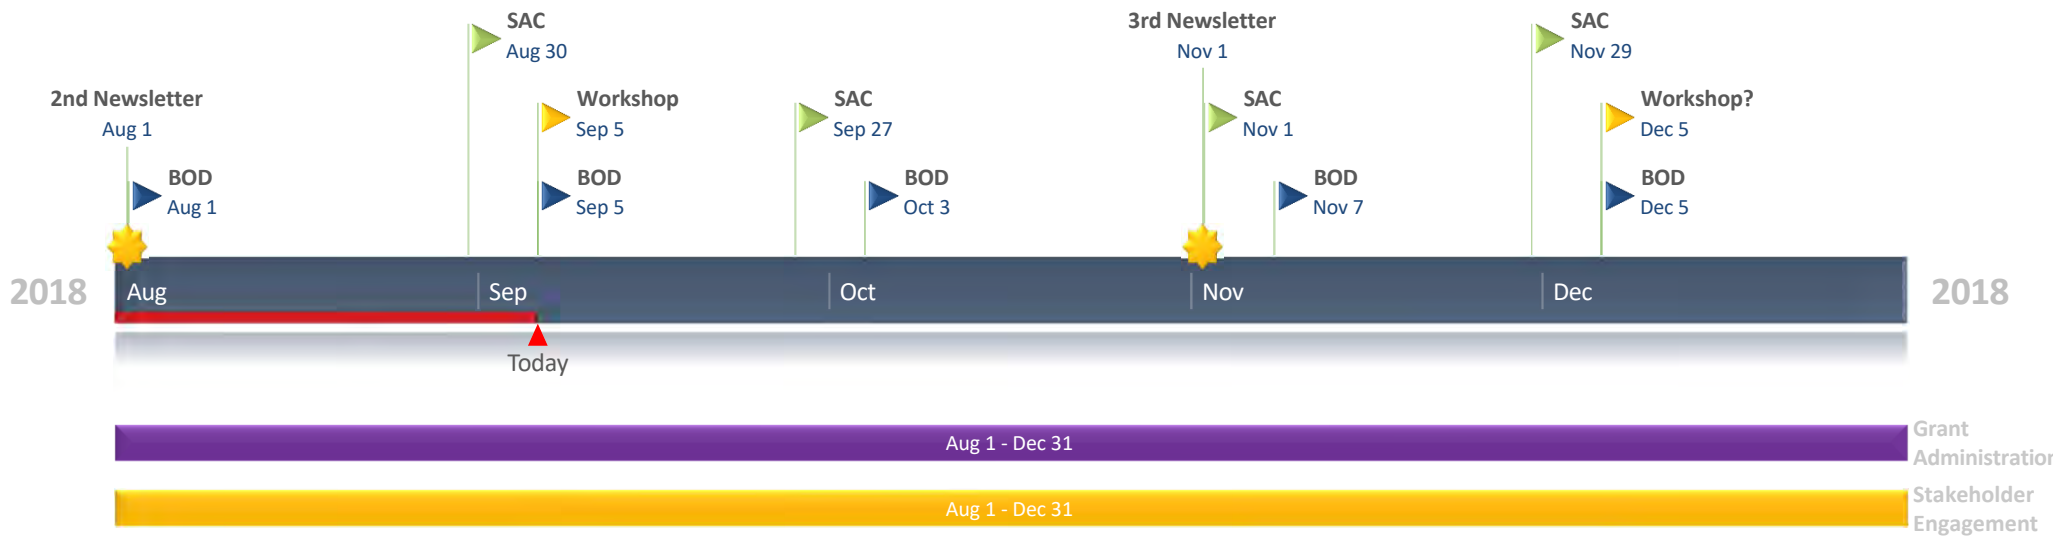 SAC
Aug 30
3rd Newsletter
Nov 1
SAC
Nov 29
2nd Newsletter
Aug 1
Workshop
Sep 5
SAC
Sep 27
SAC
Nov 1
Workshop?
Dec 5
BOD
Aug 1
BOD
Sep 5
BOD
Oct 3
BOD
Nov 7
BOD
Dec 5
2018
Aug
Sep
Oct
Nov
Dec
2018
Today
Aug 1 - Dec 31
Grant
Administration
Aug 1 - Dec 31
Stakeholder
Engagement